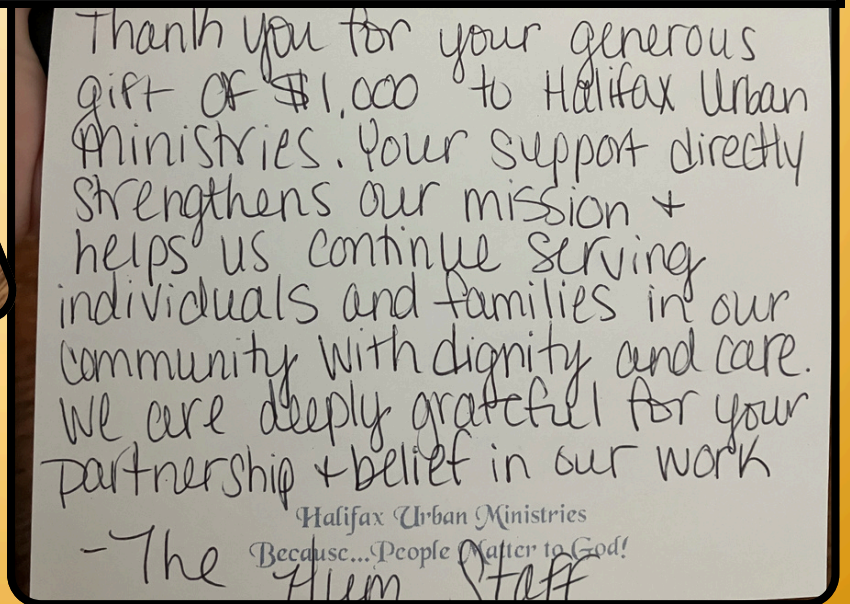 Thank you for your generous
gift of $1,000 to Halifax Urban
Ministries. Your support directly
strengthens our mission +
helps us continue serving
individuals and families in our
community with dignity and care.
We are deeply grateful for your
partnership + belief in our work
Halifax Urban Ministries
Because...People Matter to God!
-The Hum Staff